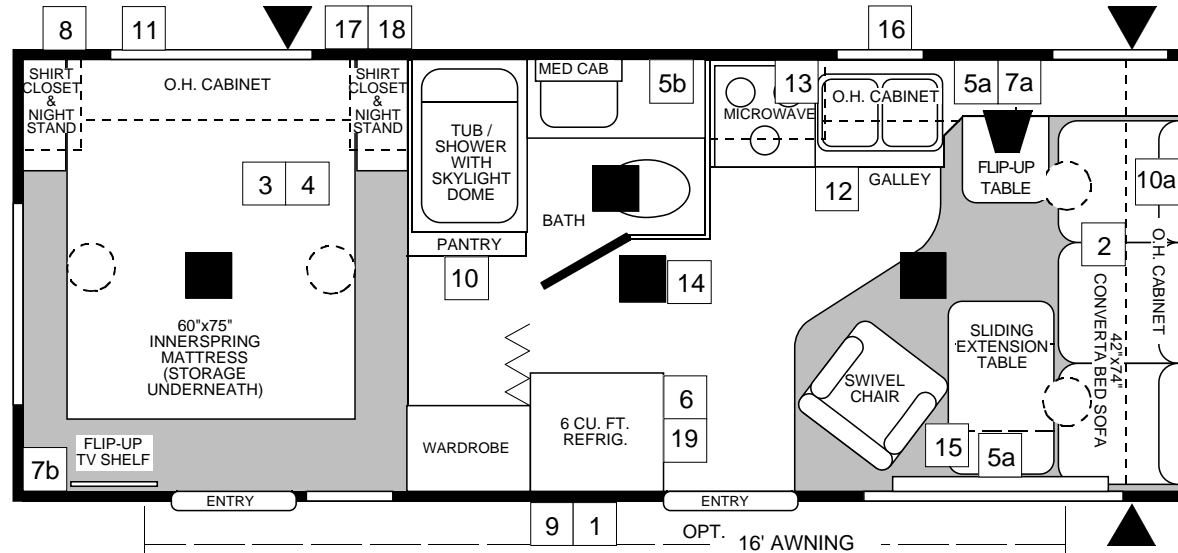 8
11
17
18
16
SHIRT
CLOSET
&
NIGHT
STAND
O.H. CABINET
SHIRT
CLOSET
&
NIGHT
STAND
MED CAB
5b
13
MICROWAVE
O.H. CABINET
5a
7a
TUB /
SHOWER
WITH
SKYLIGHT
DOME
3
4
BATH
12
GALLEY
FLIP-UP
TABLE
10a
PANTRY
10
14
2
O.H. CABINET
42"x74"
CONVERTA BED SOFA
60"x75"
INNERSPRING
MATTRESS
(STORAGE
UNDERNEATH)
SLIDING
EXTENSION
TABLE
SWIVEL
CHAIR
6 CU. FT.
REFRIG.
6
19
WARDROBE
15
5a
7b
FLIP-UP
TV SHELF
ENTRY
ENTRY
9
1
OPT.
16' AWNING